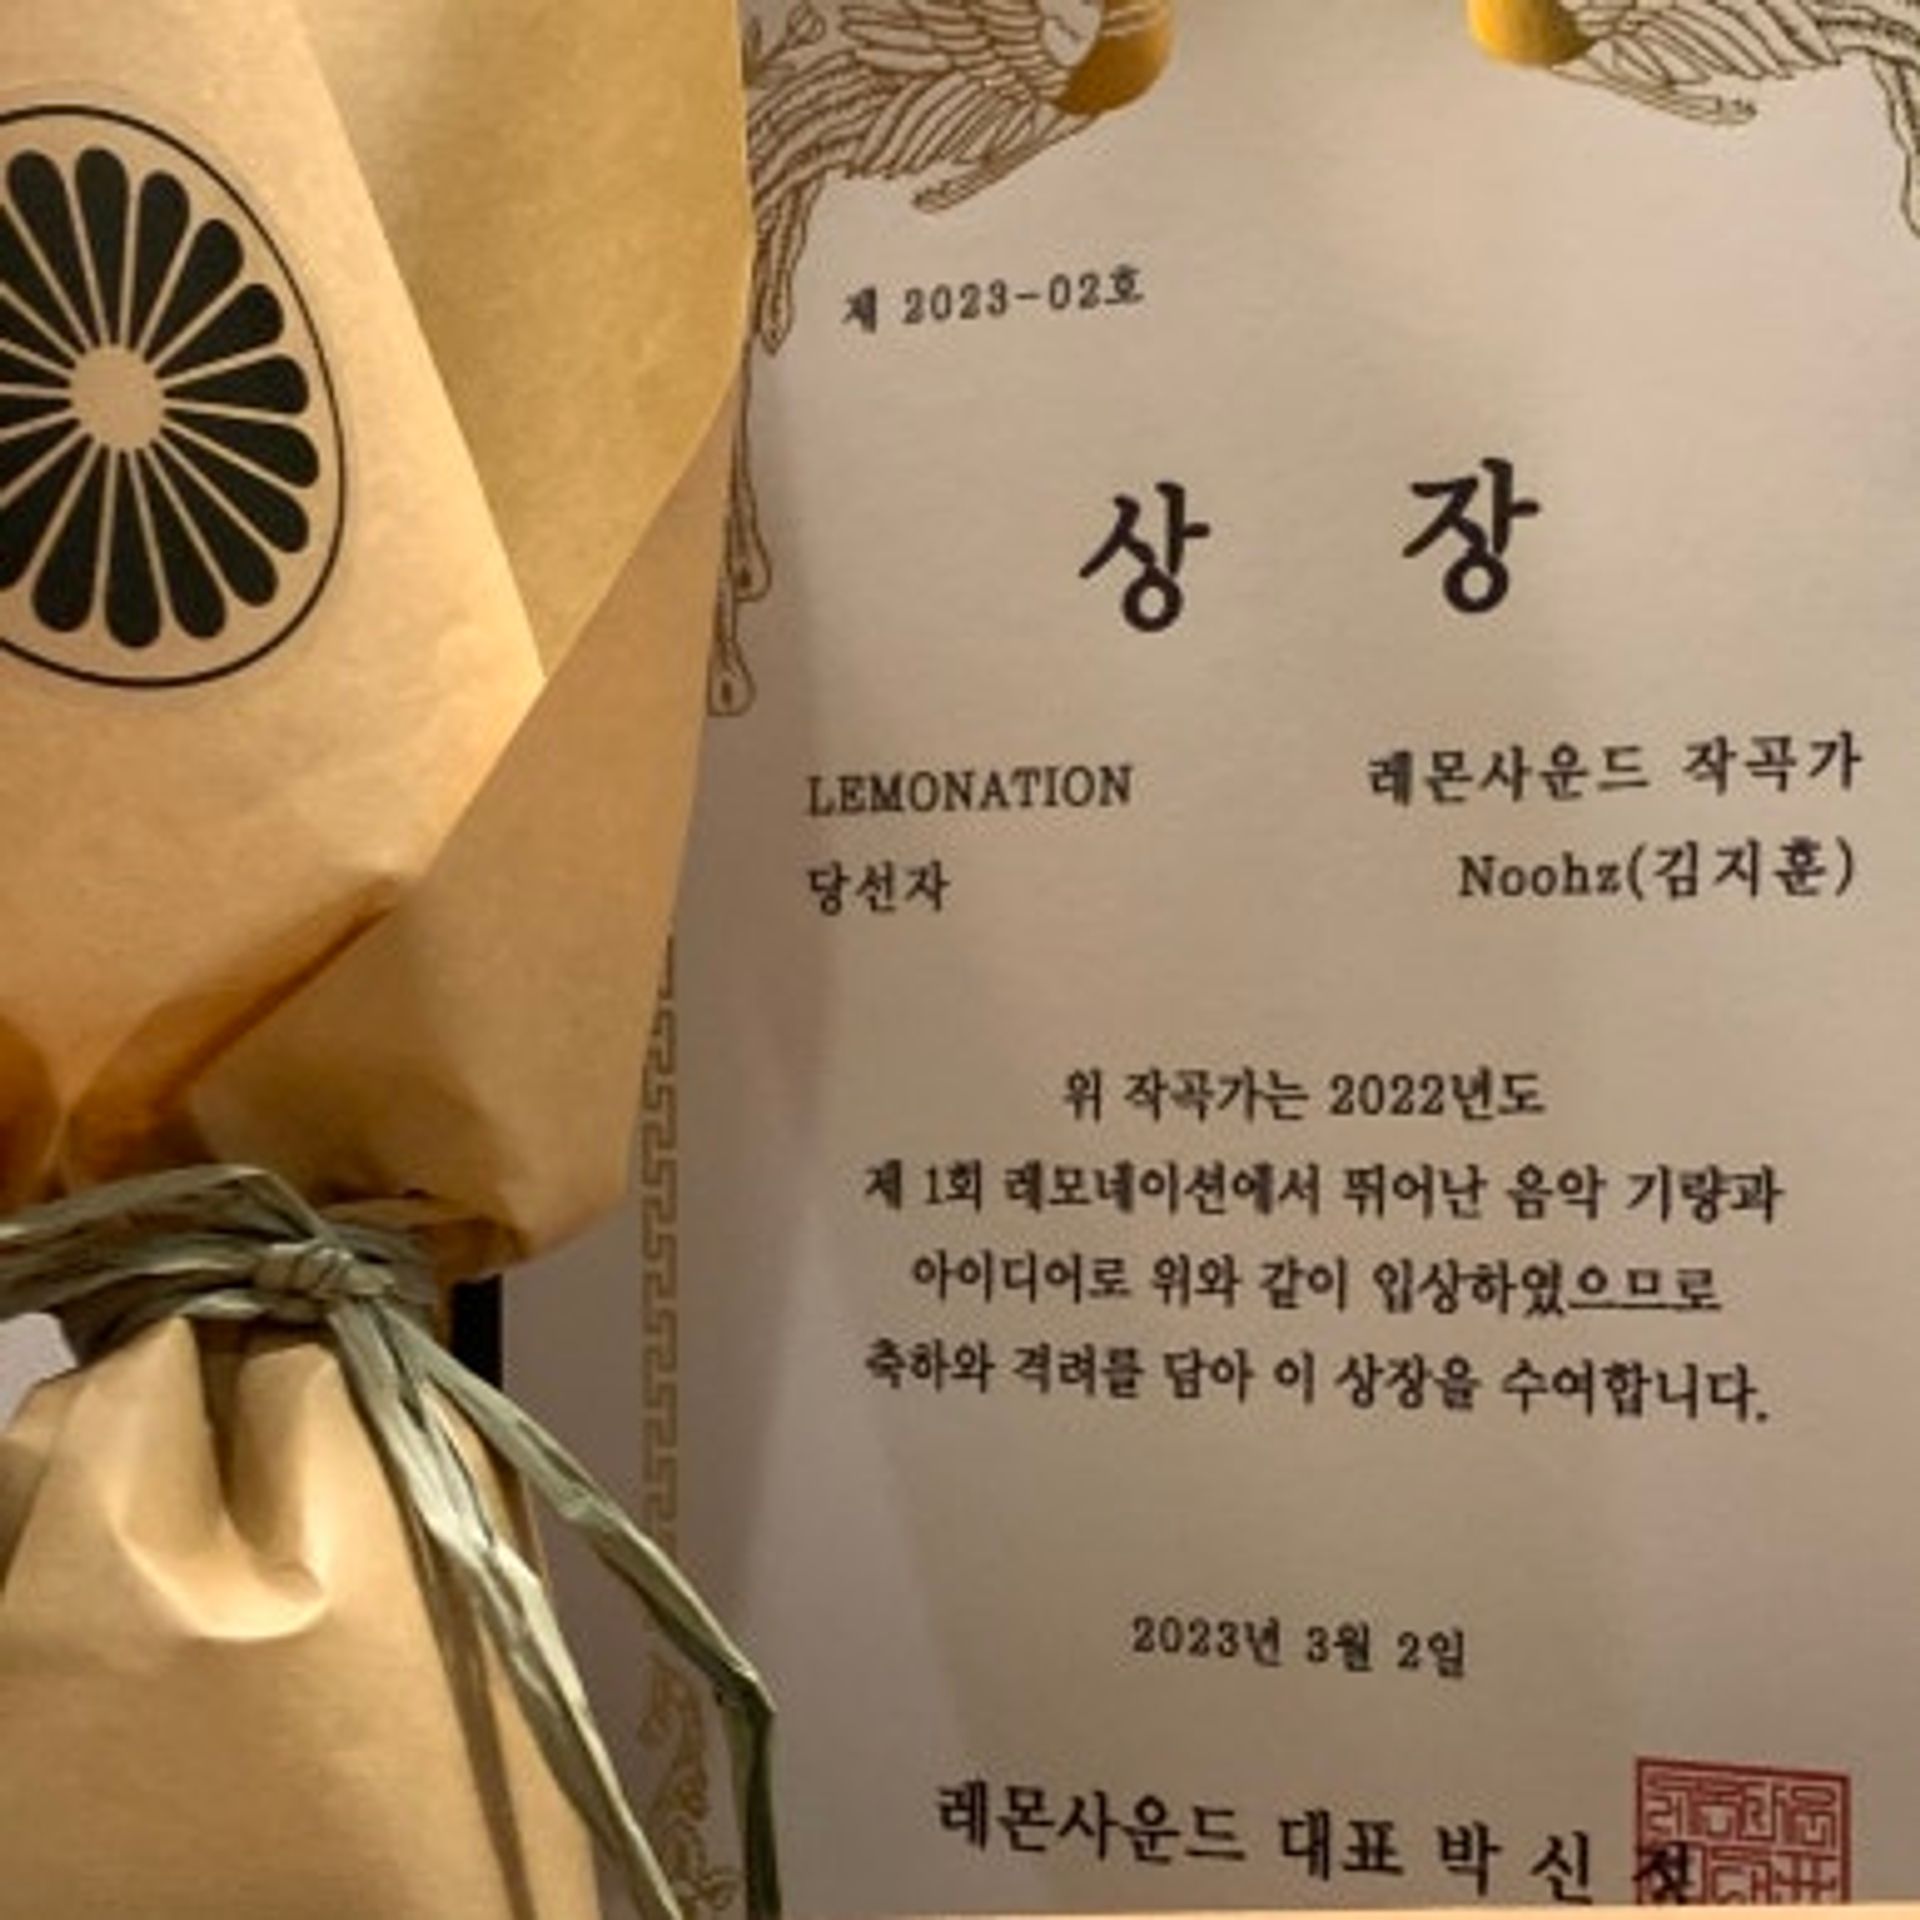 제 2023-02호
상 장
LEMONATION 레몬사운드 작곡가
당선자 Noohz(김지훈)
위 작곡가는 2022년도
제 1회 레모네이션에서 뛰어난 음악 기량과
아이디어로 위와 같이 입상하였으므로
축하와 격려를 담아 이 상장을 수여합니다.
2023년 3월 2일
레몬사운드 대표 박 신